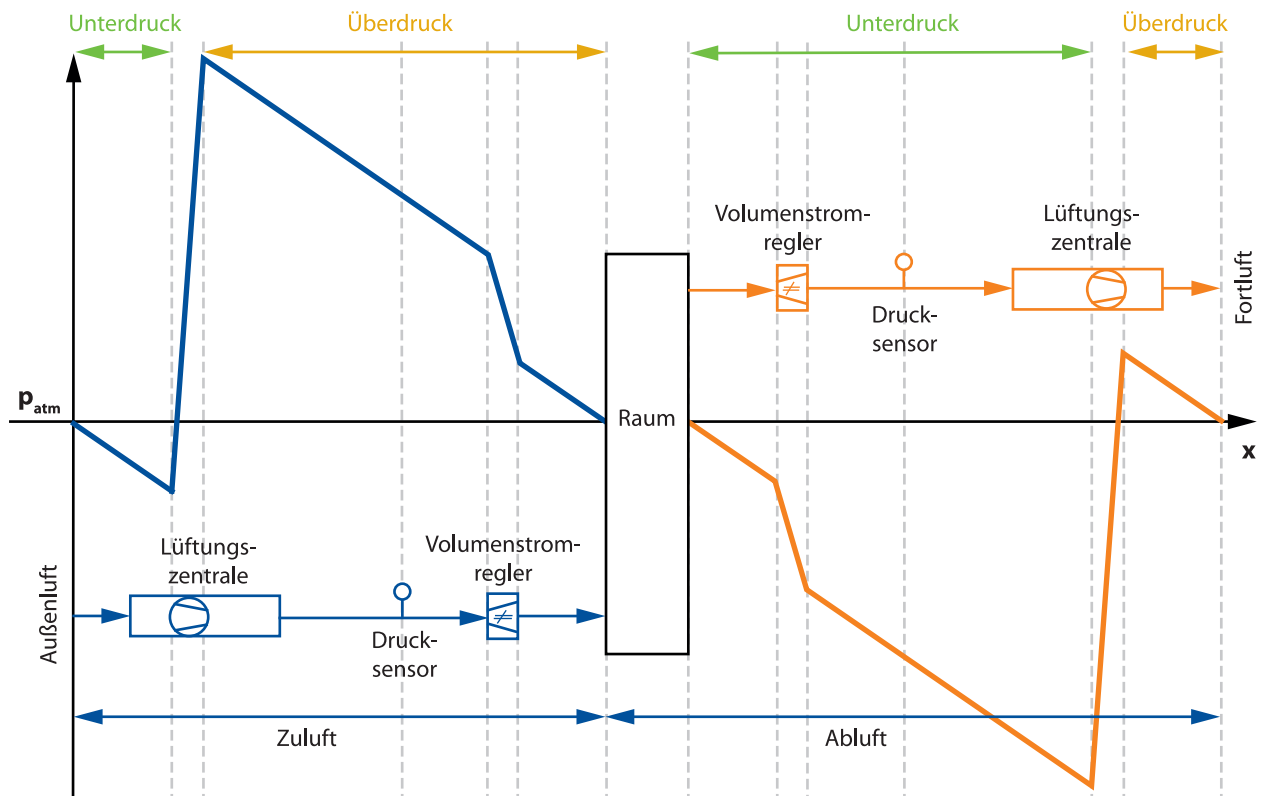 Unterdruck
Überdruck
Unterdruck
Überdruck
Volumenstrom-
regler
Lüftungs-
zentrale
Druck-
sensor
Fortluft
p atm
Raum
x
Außenluft
Lüftungs-
zentrale
Volumenstrom-
regler
Druck-
sensor
Zuluft
Abluft